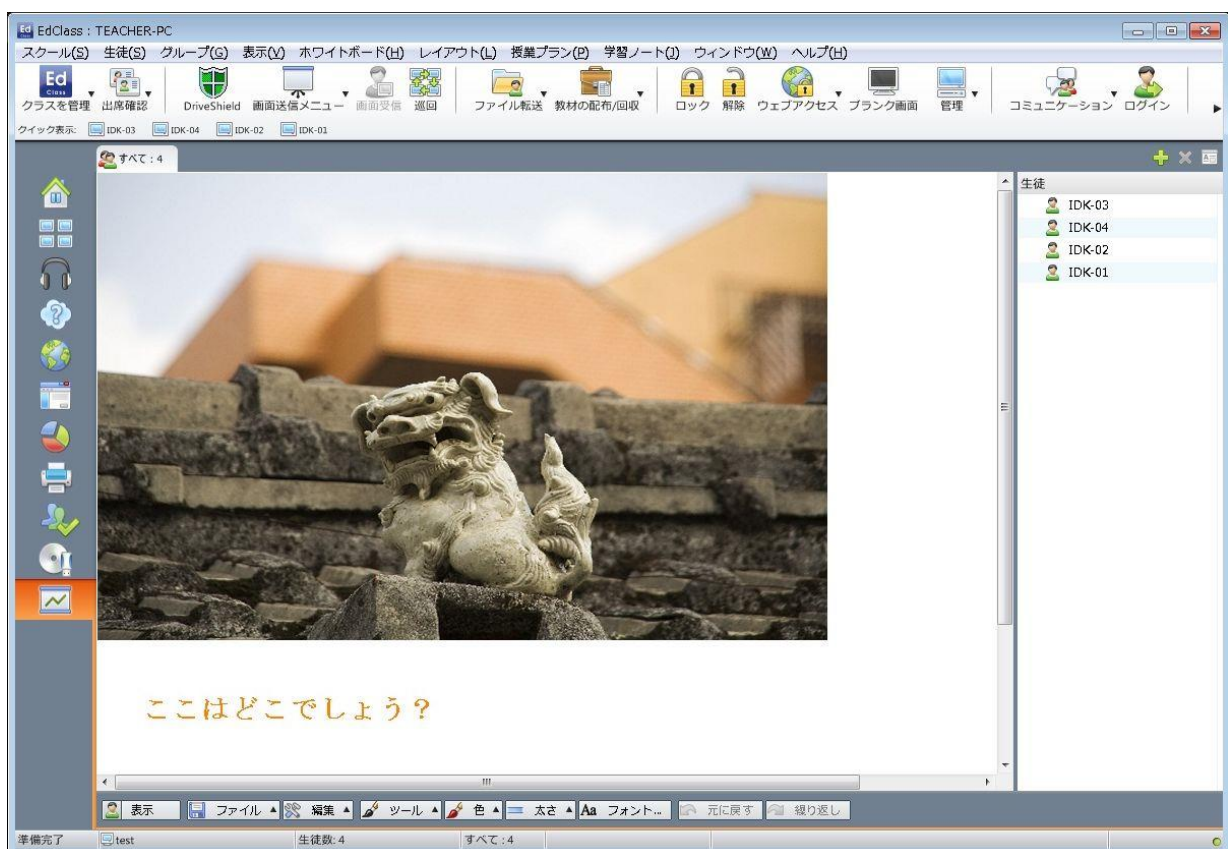 EdClass : TEACHER-PC
スクール(S) 生徒(S) グループ(G) 表示(V) ホワイトボード(H) レイアウト(L) 授業プラン(P) 学習ノート(J) ウィンドウ(W) ヘルプ(H)
Ed
Class
クラスを管理 出席確認 DriveShield 画面送信メニュー 画面受信 巡回 ファイル転送 教材の配布/回収 ロック 解除 ウェブアクセス ブランク画面 管理 コミュニケーション ログイン
クイック表示: IDK-03 IDK-04 IDK-02 IDK-01
すべて : 4
生徒
IDK-03
IDK-04
IDK-02
IDK-01
ここはどこでしょう？
表示 ファイル 編集 ツール 色 太さ Aa フォント... 元に戻す 繰り返し
準備完了 test 生徒数: 4 すべて : 4